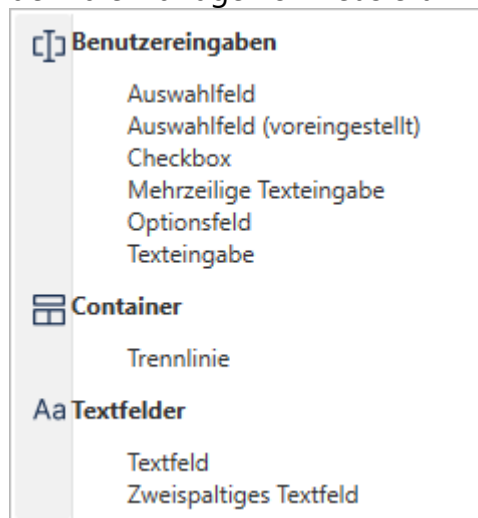 Benutzereingaben
Auswahlfeld
Auswahlfeld (voreingestellt)
Checkbox
Mehrzeilige Texteingabe
Optionsfeld
Texteingabe
Container
Trennlinie
Aa Textfelder
Textfeld
Zweispaltiges Textfeld